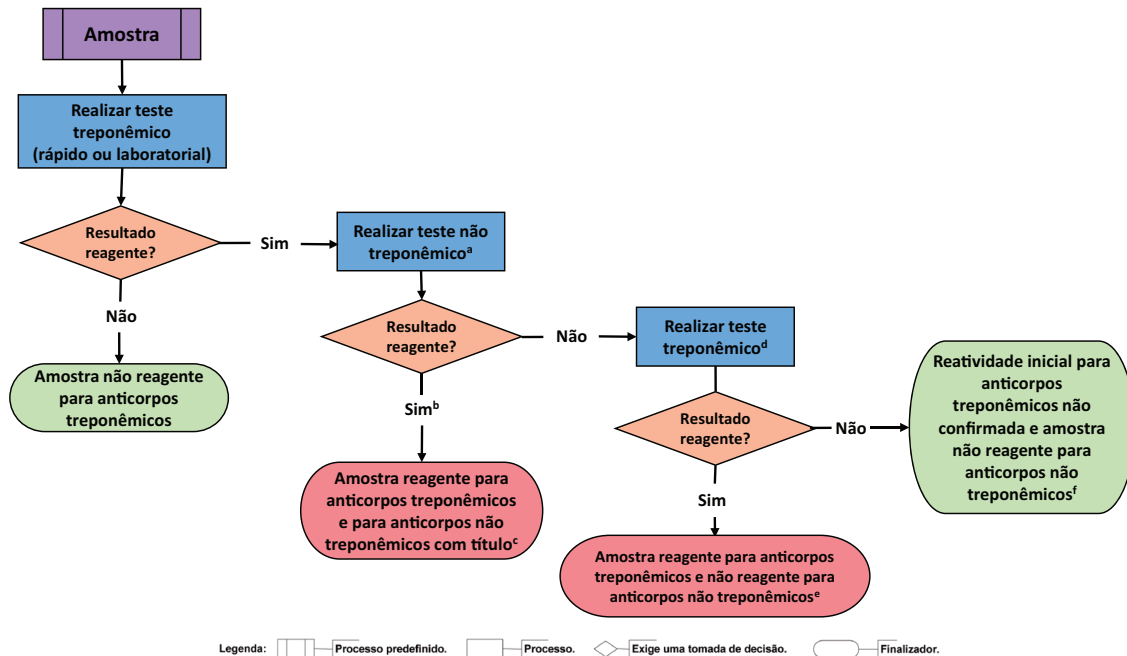 Amostra
Realizar teste
treponêmico
(rápido ou laboratorial)
Resultado
reagente?
Sim
Não
Amostra não reagente
para anticorpos
treponêmicos
Realizar teste não
treponêmicoᵃ
Resultado
reagente?
Não
Simᵇ
Amostra reagente para
anticorpos treponêmicos
e para anticorpos não
treponêmicos com títuloᶜ
Realizar teste
treponêmicoᵈ
Resultado
reagente?
Não
Sim
Amostra reagente para anticorpos
treponêmicos e não reagente para
anticorpos não treponêmicosᵉ
Reatividade inicial para
anticorpos
treponêmicos não
confirmada e amostra
não reagente para
anticorpos não
treponêmicosᶠ
Legenda: Processo predefinido. Processo. Exige uma tomada de decisão. Finalizador.